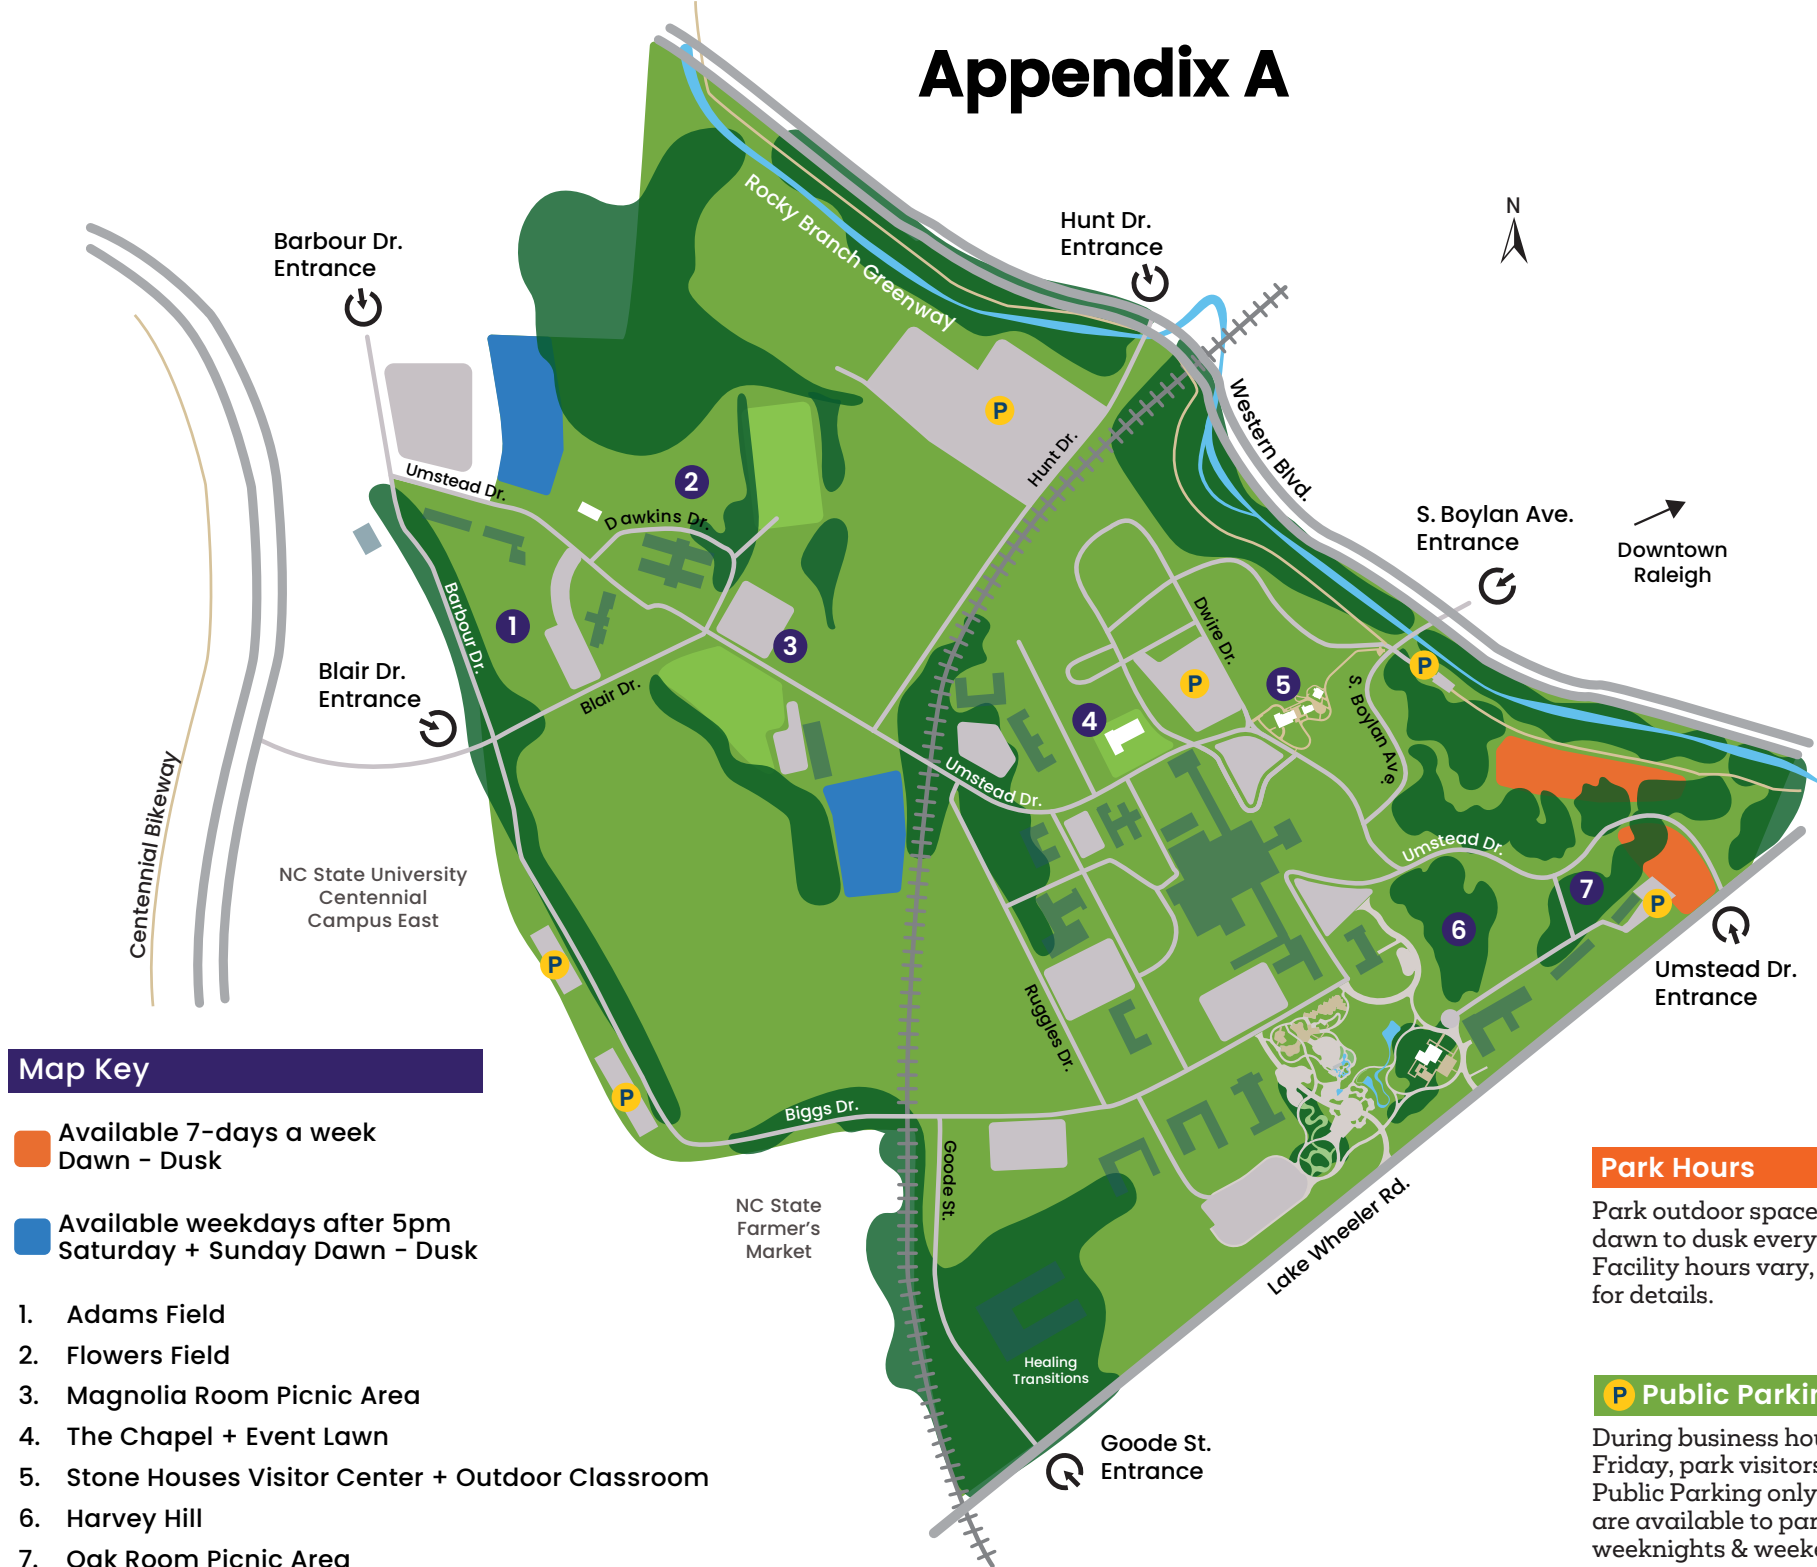 Appendix A
N
Hunt Dr.
Entrance
Barbour Dr.
Entrance
Rocky Branch Greenway
Western Blvd.
P
Hunt Dr.
Umstead Dr.
2
Dawkins Dr.
S. Boylan Ave.
Entrance
Downtown
Raleigh
Barbour Dr.
1
3
Dwire Dr.
P
P
5
4
S. Boylan Ave.
Blair Dr.
Entrance
Blair Dr.
Umstead Dr.
Centennial Bikeway
NC State University
Centennial
Campus East
Umstead Dr.
7
P
6
Umstead Dr.
Entrance
P
P
Ruggles Dr.
Biggs Dr.
Goode St.
NC State
Farmer's
Market
Lake Wheeler Rd.
Healing
Transitions
Goode St.
Entrance
Map Key
Available 7-days a week
Dawn - Dusk
Available weekdays after 5pm
Saturday + Sunday Dawn - Dusk
1. Adams Field
2. Flowers Field
3. Magnolia Room Picnic Area
4. The Chapel + Event Lawn
5. Stone Houses Visitor Center + Outdoor Classroom
6. Harvey Hill
7. Oak Room Picnic Area
Park Hours
Park outdoor space
dawn to dusk every
Facility hours vary,
for details.
P Public Parkin
During business hou
Friday, park visitors
Public Parking only
are available to par
weeknights & weeke